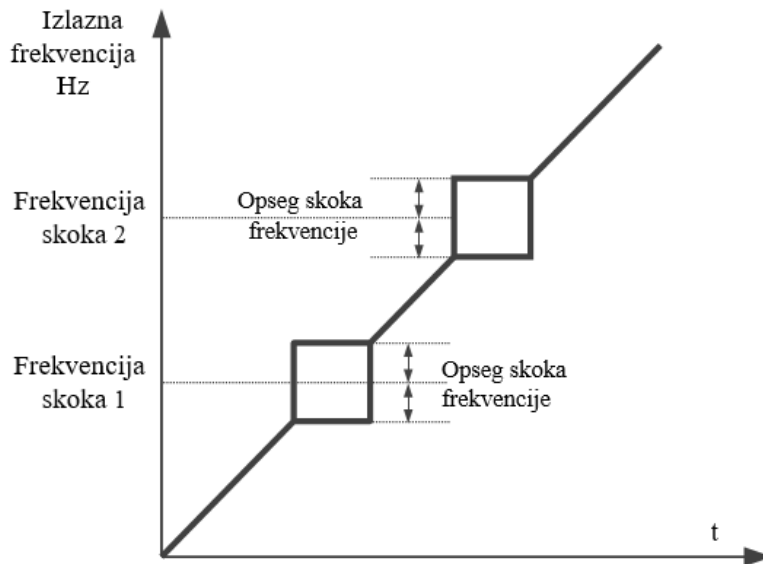 Izlazna
frekvencija
Hz
Frekvencija
skoka 2
Opseg skoka
frekvencije
Frekvencija
skoka 1
Opseg skoka
frekvencije
t